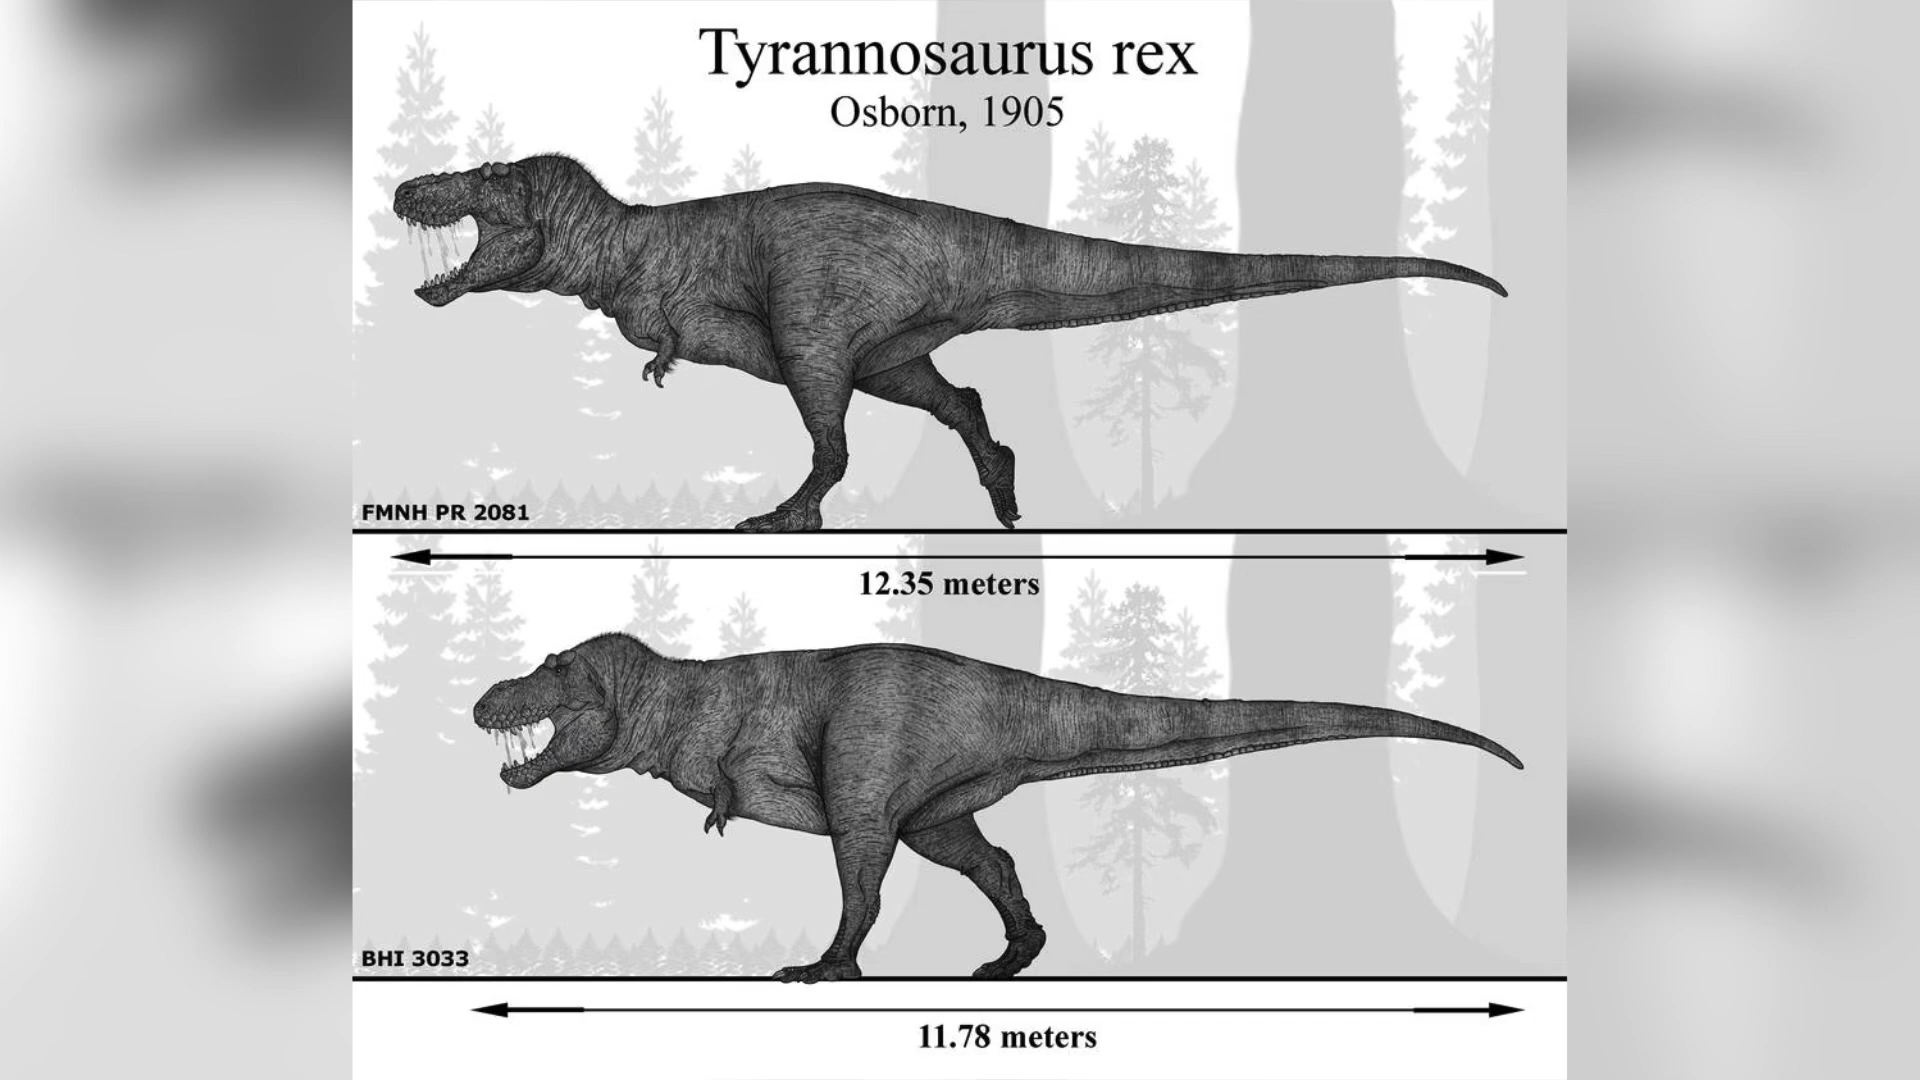 Tyrannosaurus rex
Osborn, 1905
FMNH PR 2081
12.35 meters
BHI 3033
11.78 meters